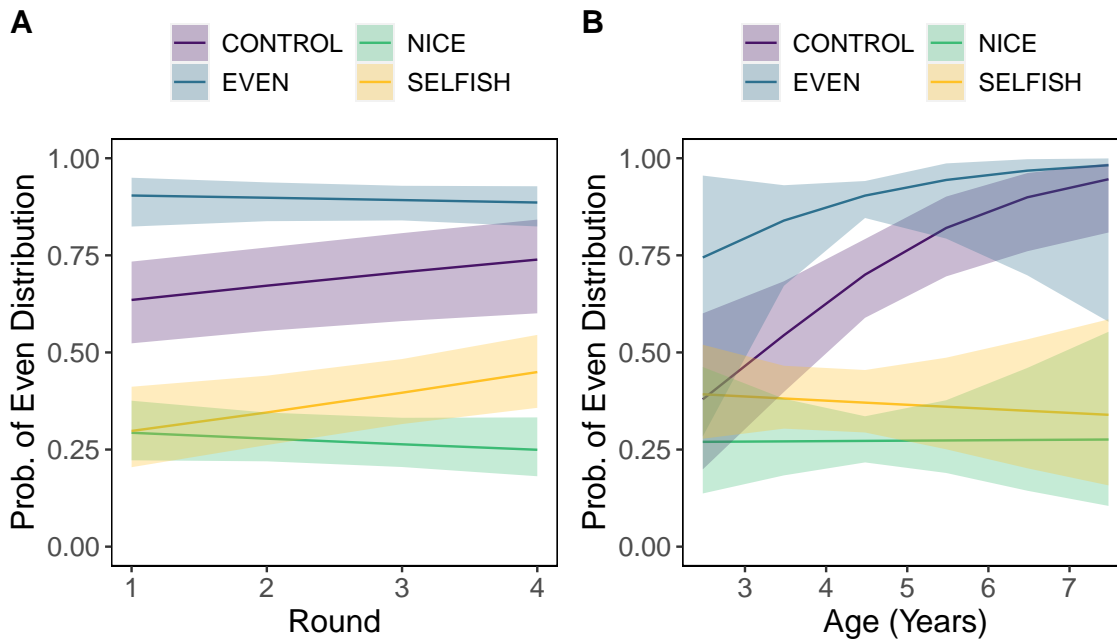 A
CONTROL NICE
EVEN SELFISH
Prob. of Even Distribution
1.00
0.75
0.50
0.25
0.00
1 2 3 4
Round
B
CONTROL NICE
EVEN SELFISH
Prob. of Even Distribution
1.00
0.75
0.50
0.25
0.00
3 4 5 6 7
Age (Years)